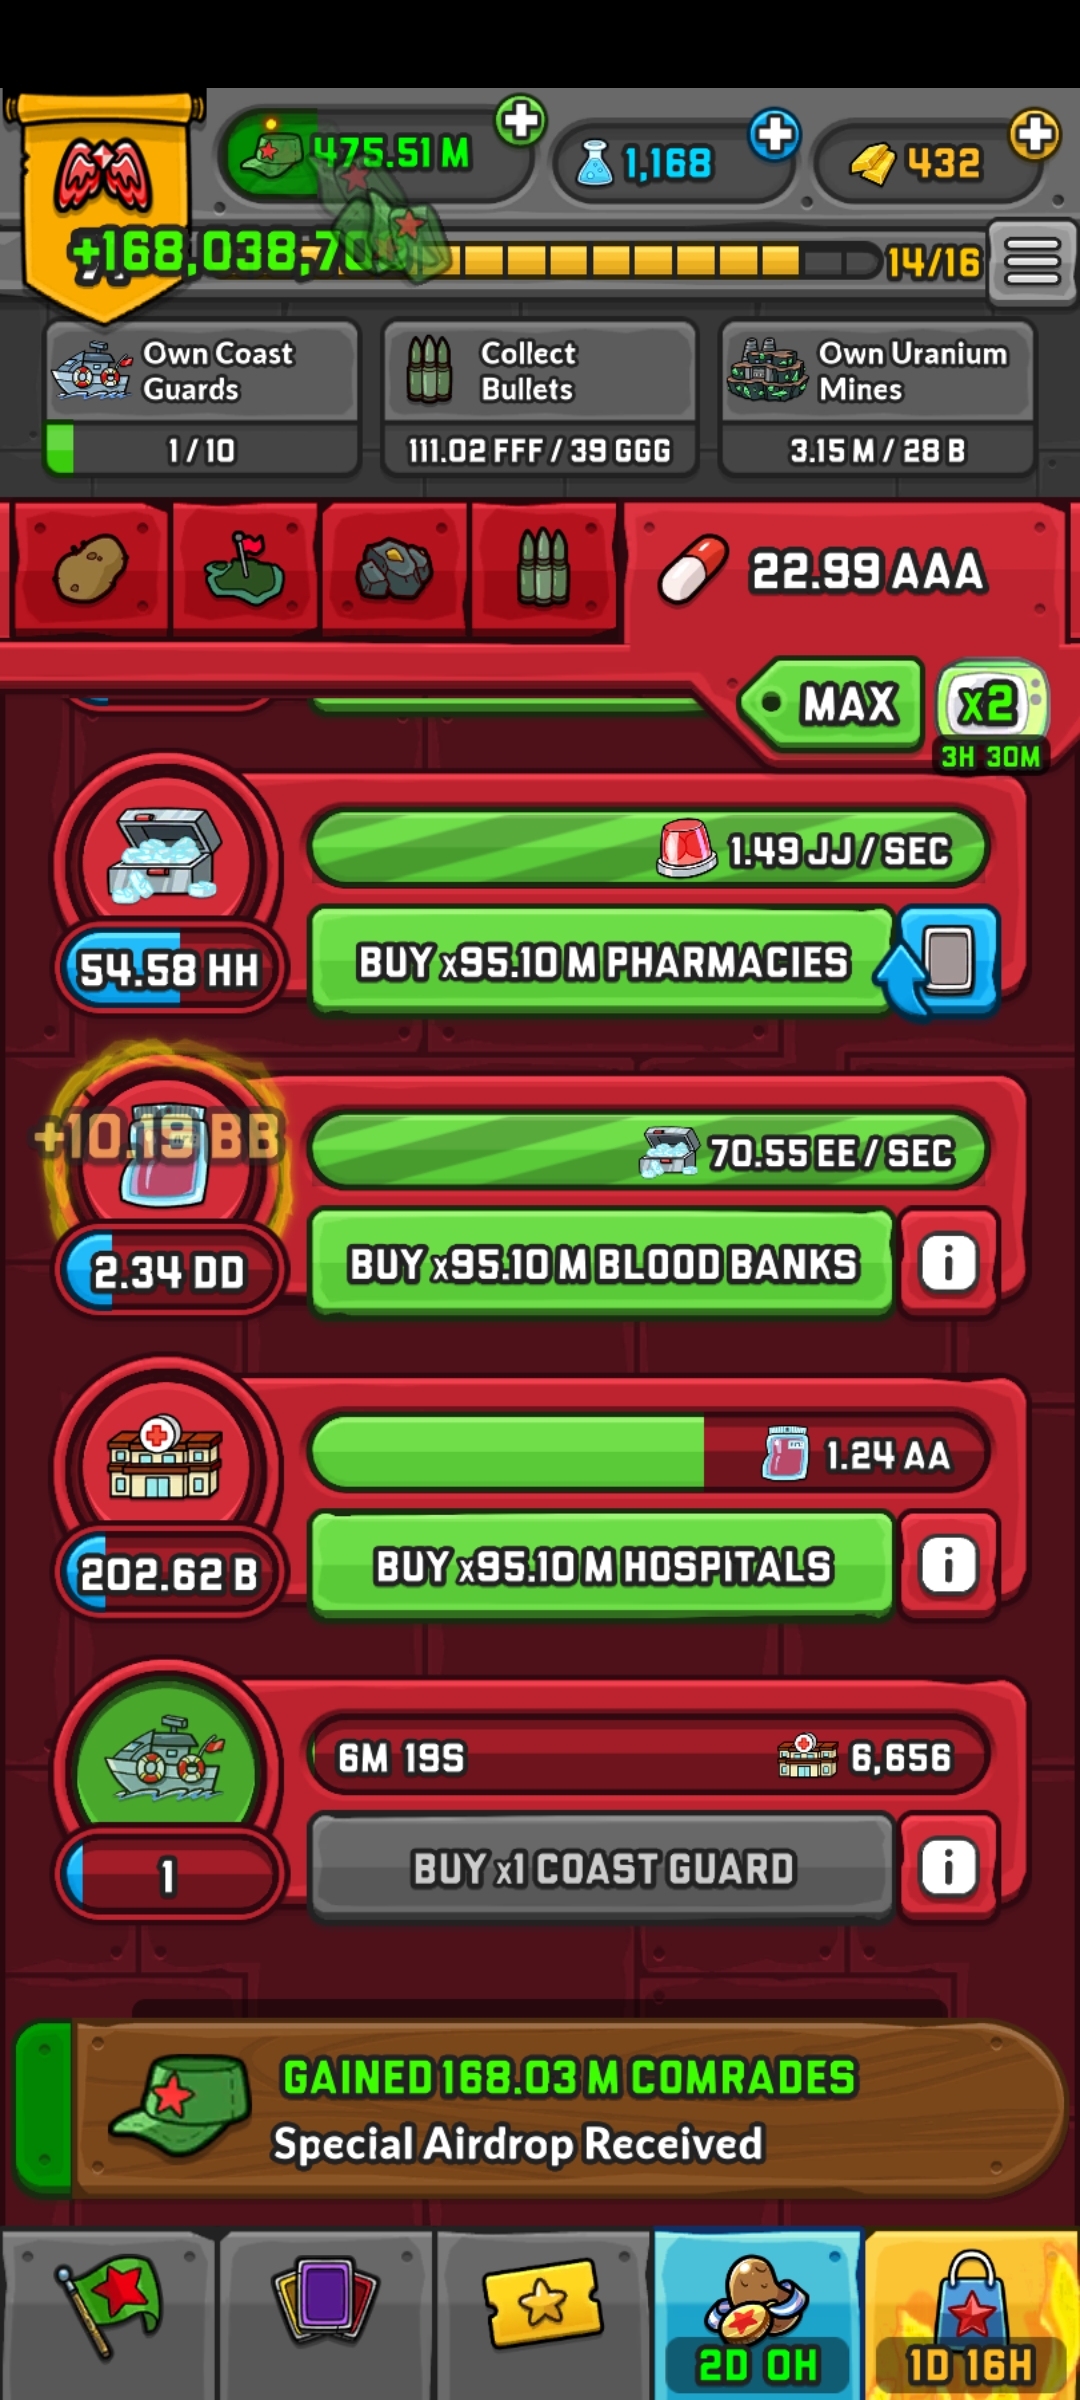 475.51 M
1,168
432
14/16
Own Coast
Guards
1 / 10
Collect
Bullets
111.02 FFF / 39 GGG
Own Uranium
Mines
3.15 M / 28 B
22.99 AAA
MAX
x2
3H 30M
1.49 JJ / SEC
54.58 HH
BUY x95.10 M PHARMACIES
+10.19 BB
70.55 EE / SEC
2.34 DD
BUY x95.10 M BLOOD BANKS
i
1.24 AA
202.62 B
BUY x95.10 M HOSPITALS
i
6M 19S
6,656
1
BUY x1 COAST GUARD
i
GAINED 168.03 M COMRADES
Special Airdrop Received
2D 0H
1D 16H